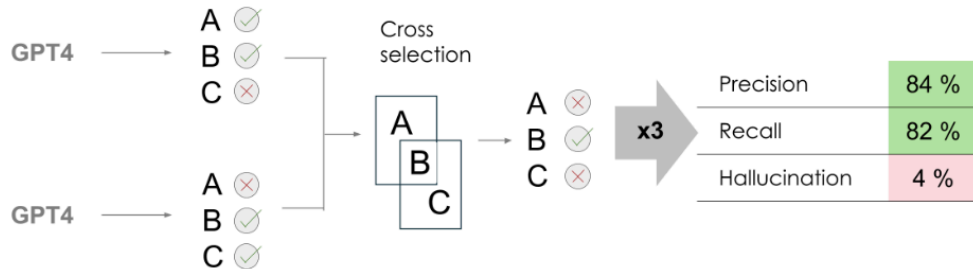 GPT4
A
B
C
GPT4
A
B
C
Cross
selection
A
B
C
A
B
C
x3
Precision 84 %
Recall 82 %
Hallucination 4 %